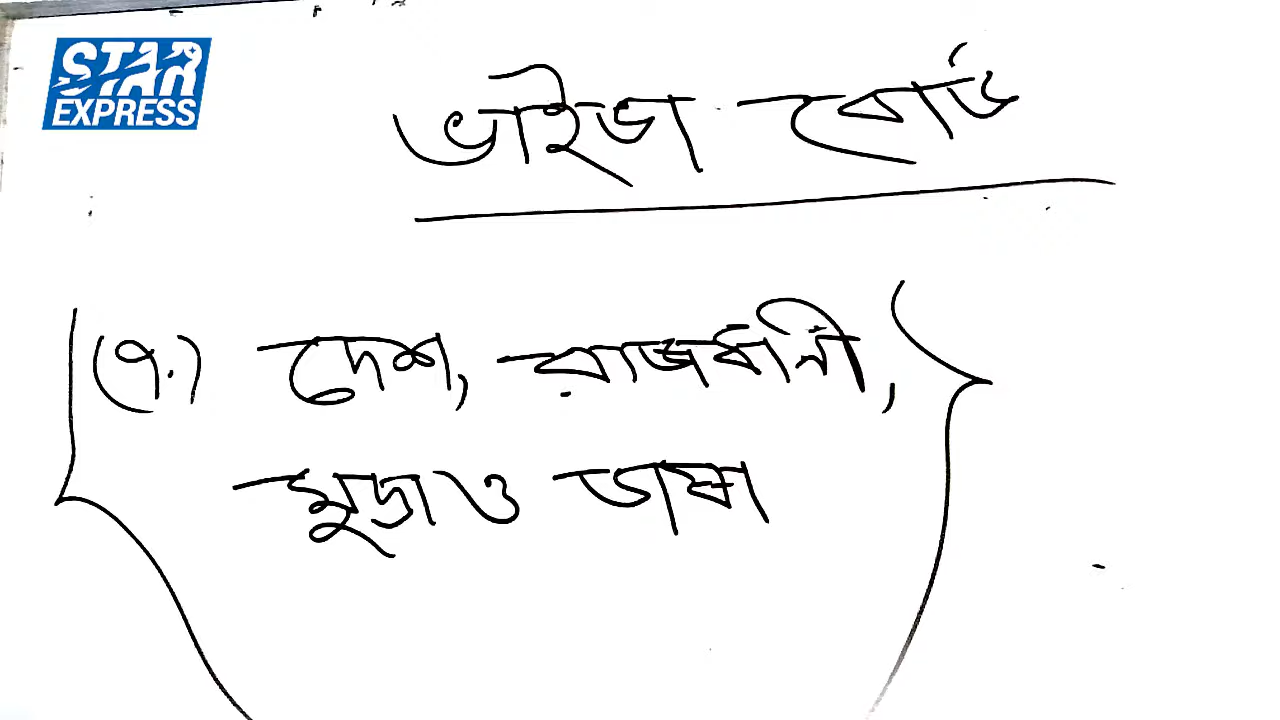 STAR
EXPRESS
ভাইভা বোর্ড
(৭.) দেশ, রাজধানী,
মুদ্রা ও ভাষা